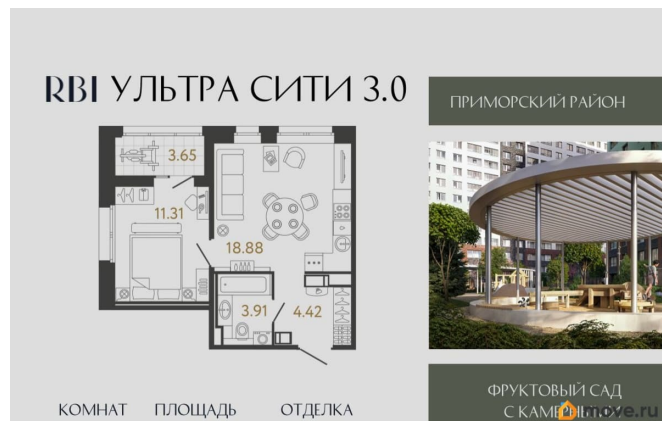 RBI УЛЬТРА СИТИ 3.0
ПРИМОРСКИЙ РАЙОН
3.65
11.31
18.88
3.91
4.42
КОМНАТ ПЛОЩАДЬ ОТДЕЛКА
ФРУКТОВЫЙ САД
С
move.ru